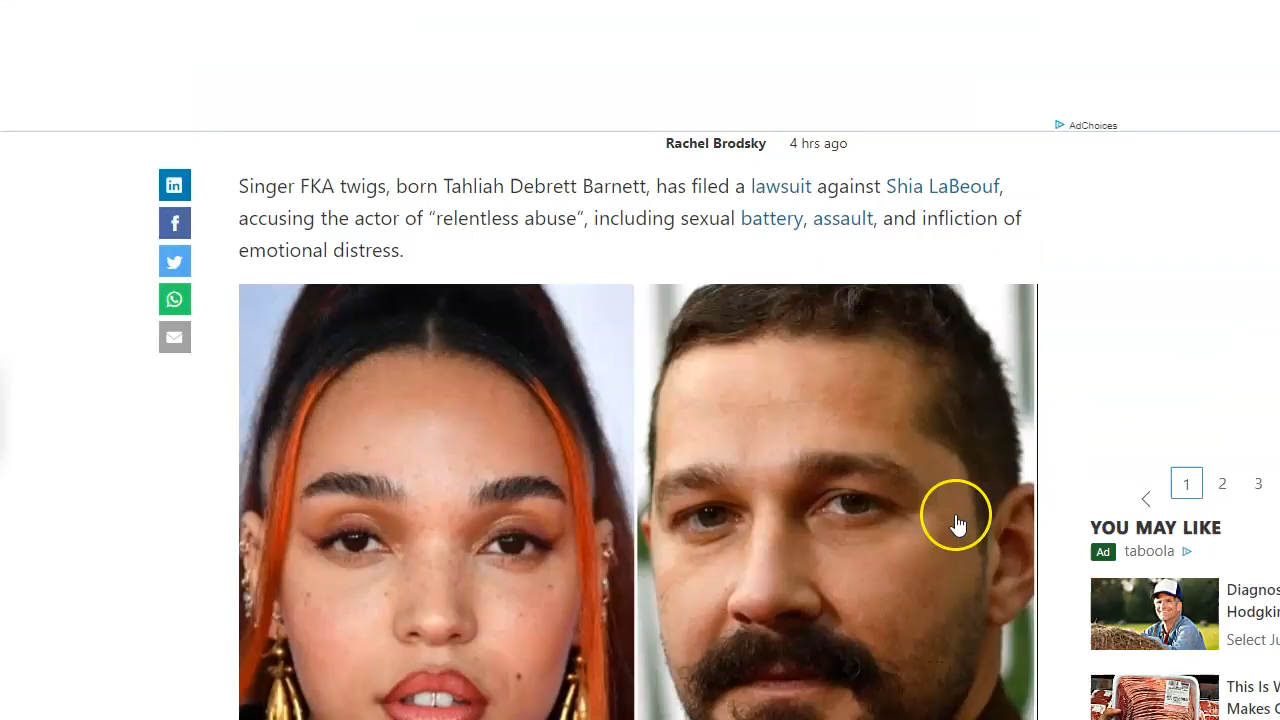 AdChoices
Rachel Brodsky 4 hrs ago
in
Singer FKA twigs, born Tahliah Debrett Barnett, has filed a lawsuit against Shia LaBeouf,
accusing the actor of “relentless abuse”, including sexual battery, assault, and infliction of
emotional distress.
1 2 3
YOU MAY LIKE
Ad taboola
Diagnos
Hodgkin
Select Ju
This Is W
Makes C